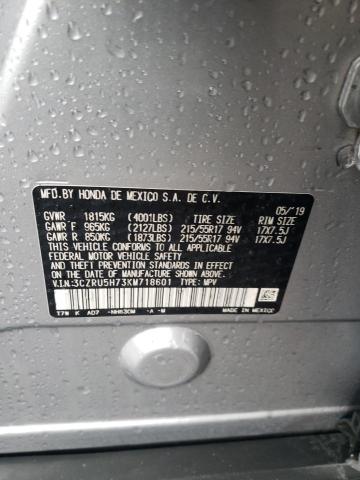 MFD.BY HONDA DE MEXICO S.A. DE C.V.
05/'19
GVWR 1815KG (4001LBS) TIRE SIZE RIM SIZE
GAWR F 965KG (2127LBS) 215/55R17 94V 17X7.5J
GAWR R 850KG (1873LBS) 215/55R17 94V 17X7.5J
THIS VEHICLE CONFORMS TO ALL APPLICABLE
FEDERAL MOTOR VEHICLE SAFETY STANDARDS
IN EFFECT ON THE DATE OF
MANUFACTURE SHOWN ABOVE.
V.I.N:3CZRU5H73KM718601 TYPE: MPV
T7W K AD7 -NH830M -A -M
MADE IN MEXICO